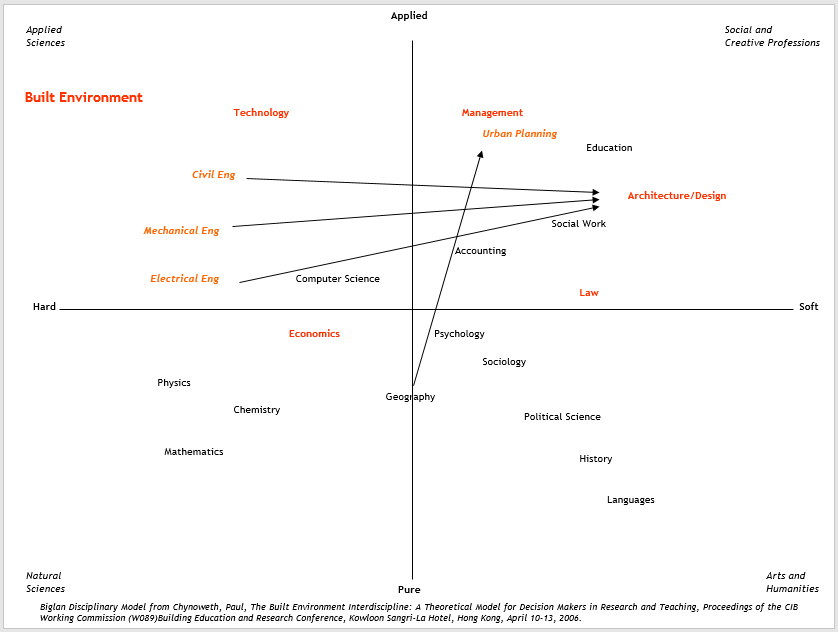 Applied
Applied
Sciences
Social and
Creative Professions
Built Environment
Technology
Management
Urban Planning
Education
Civil Eng
Architecture/Design
Mechanical Eng
Social Work
Accounting
Electrical Eng
Computer Science
Law
Hard
Soft
Economics
Psychology
Sociology
Physics
Geography
Chemistry
Political Science
Mathematics
History
Languages
Natural
Sciences
Pure
Arts and
Humanities
Biglan Disciplinary Model from Chynoweth, Paul, The Built Environment Interdiscipline: A Theoretical Model for Decision Makers in Research and Teaching, Proceedings of the CIB
Working Commission (W089)Building Education and Research Conference, Kowloon Sangri-La Hotel, Hong Kong, April 10-13, 2006.